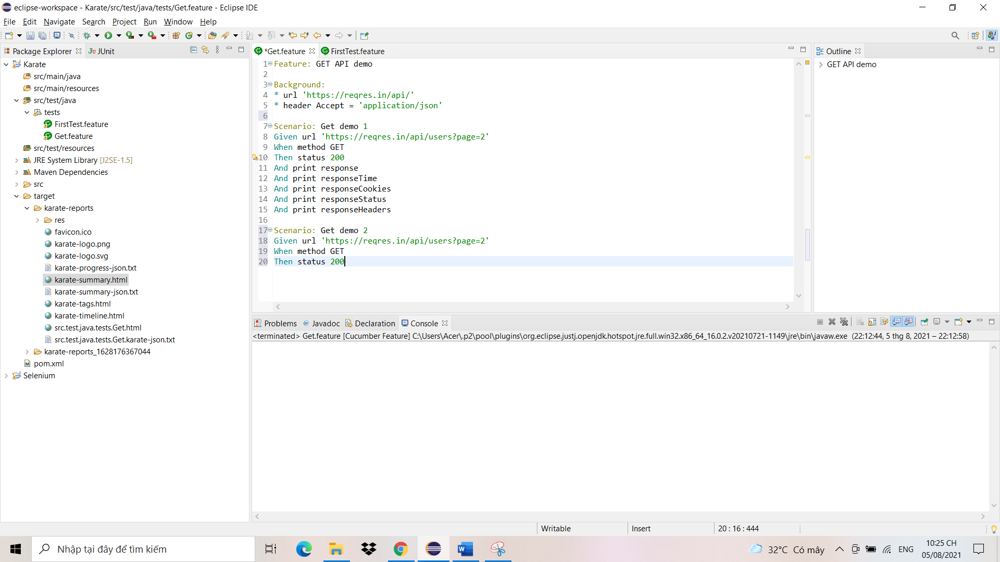 eclipse-workspace - Karate/src/test/java/tests/Get.feature - Eclipse IDE
File Edit Navigate Search Project Run Window Help
Package Explorer JUnit
Karate
src/main/java
src/main/resources
src/test/java
tests
FirstTest.feature
Get.feature
src/test/resources
JRE System Library [J2SE-1.5]
Maven Dependencies
src
target
karate-reports
res
favicon.ico
karate-logo.png
karate-logo.svg
karate-progress-json.txt
karate-summary.html
karate-summary-json.txt
karate-tags.html
karate-timeline.html
src.test.java.tests.Get.html
src.test.java.tests.Get.karate-json.txt
karate-reports_1628176367044
pom.xml
Selenium
*Get.feature FirstTest.feature
1 Feature: GET API demo
2
3 Background:
4 * url 'https://reqres.in/api/'
5 * header Accept = 'application/json'
6
7 Scenario: Get demo 1
8 Given url 'https://reqres.in/api/users?page=2'
9 When method GET
10 Then status 200
11 And print response
12 And print responseTime
13 And print responseCookies
14 And print responseStatus
15 And print responseHeaders
16
17 Scenario: Get demo 2
18 Given url 'https://reqres.in/api/users?page=2'
19 When method GET
20 Then status 200
Outline
GET API demo
Problems Javadoc Declaration Console
<terminated> Get.feature [Cucumber Feature] C:\Users\Acer\.p2\pool\plugins\org.eclipse.justj.openjdk.hotspot.jre.full.win32.x86_64_16.0.2.v20210721-1149\jre\bin\javaw.exe (22:12:44, 5 thg 8, 2021 – 22:12:58)
Writable Insert 20 : 16 : 444
Nhập tại đây để tìm kiếm
32°C Có mây ENG 10:25 CH
05/08/2021